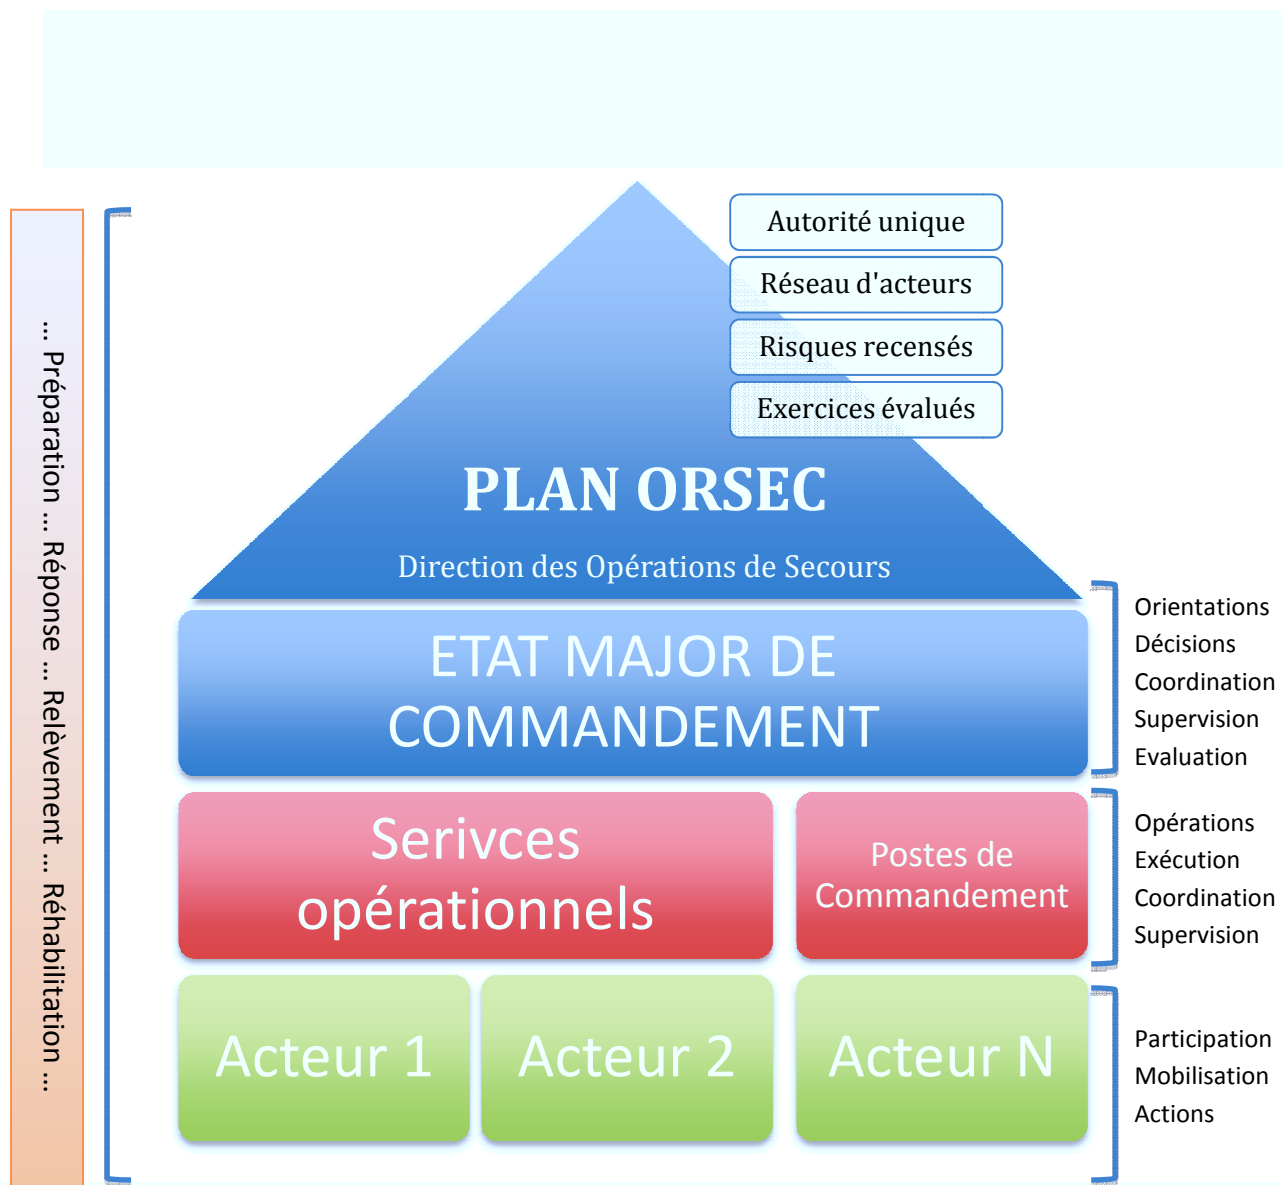 Autorité unique
Réseau d'acteurs
Risques recensés
Exercices évalués
PLAN ORSEC
Direction des Opérations de Secours
ETAT MAJOR DE
COMMANDEMENT
Orientations
Décisions
Coordination
Supervision
Evaluation
Serivces
opérationnels
Postes de
Commandement
Opérations
Exécution
Coordination
Supervision
Acteur 1
Acteur 2
Acteur N
Participation
Mobilisation
Actions
... Préparation ... Réponse ... Relèvement ... Réhabilitation ...